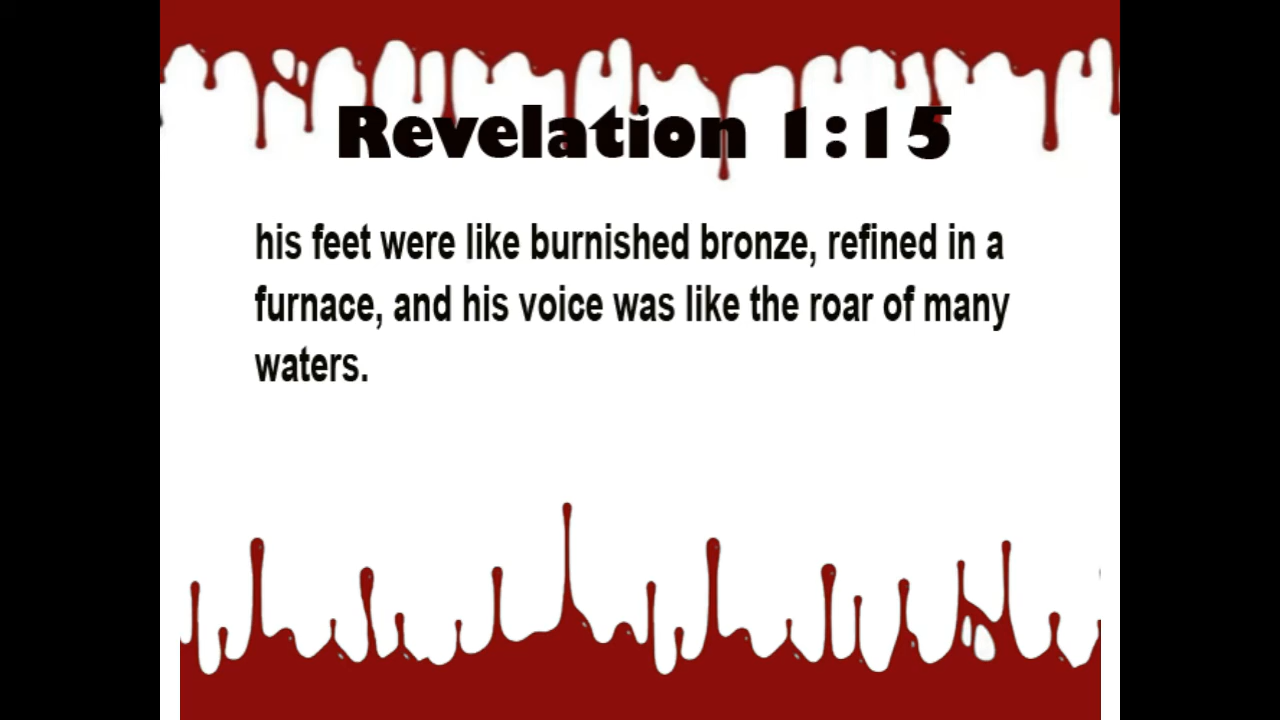 Revelation 1:15
his feet were like burnished bronze, refined in a
furnace, and his voice was like the roar of many
waters.